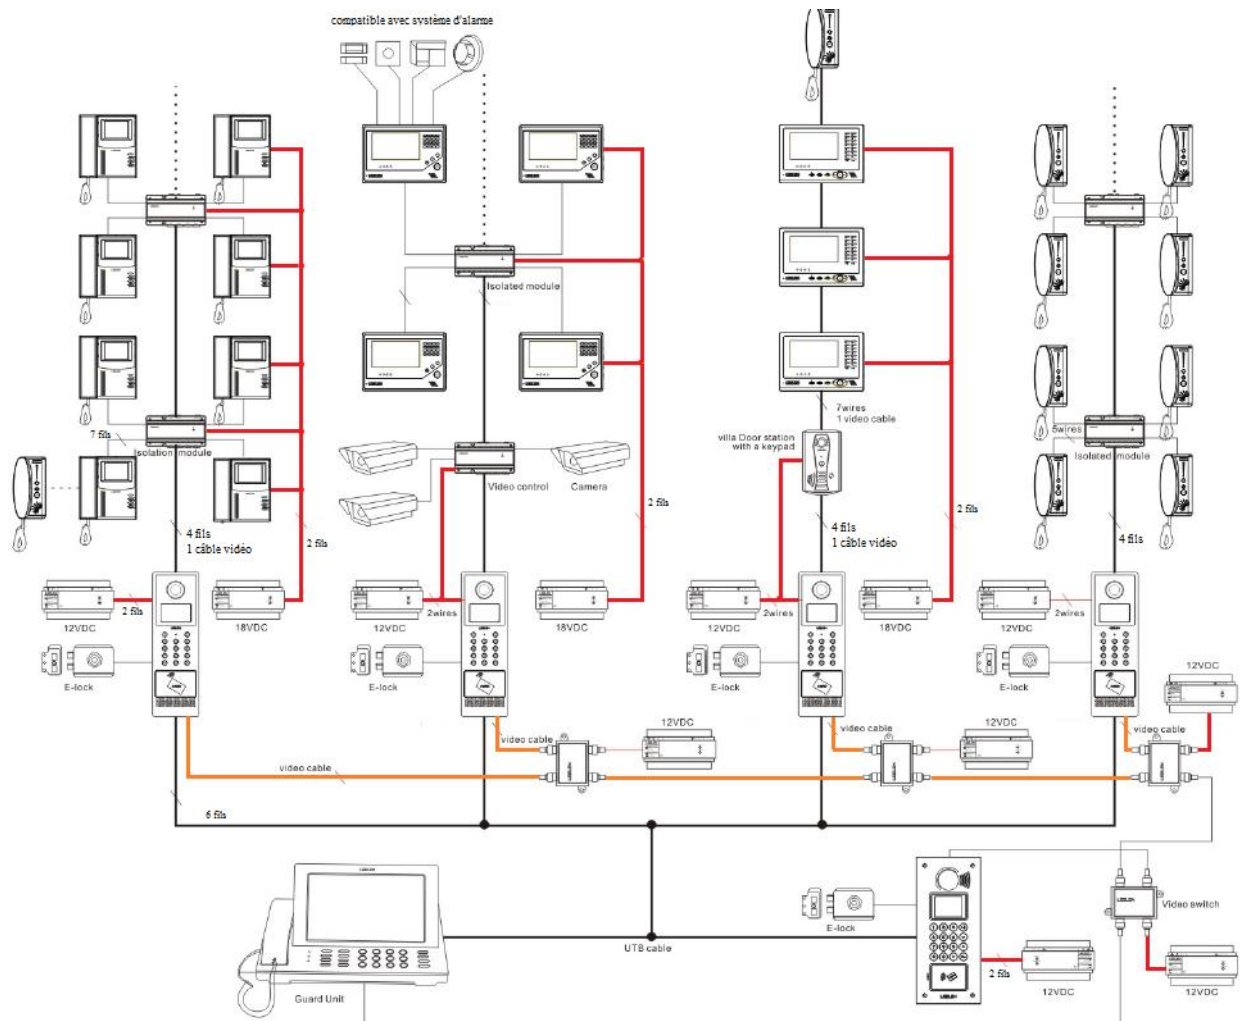 compatible avec système d'alarme
Isolated module
7wires
1 video cable
villa Door station
with a keypad
7 fils
Isolation module
5wires
Isolated module
Video control
Camera
4 fils
1 câble vidéo
2 fils
2 fils
4 fils
1 câble vidéo
2 fils
4 fils
2 fils
12VDC
18VDC
2wires
12VDC
18VDC
2wires
12VDC
18VDC
2wires
12VDC
E-lock
E-lock
E-lock
E-lock
12VDC
video cable
12VDC
video cable
12VDC
video cable
video cable
6 fils
Video switch
E-lock
UTB cable
2 fils
12VDC
12VDC
Guard Unit